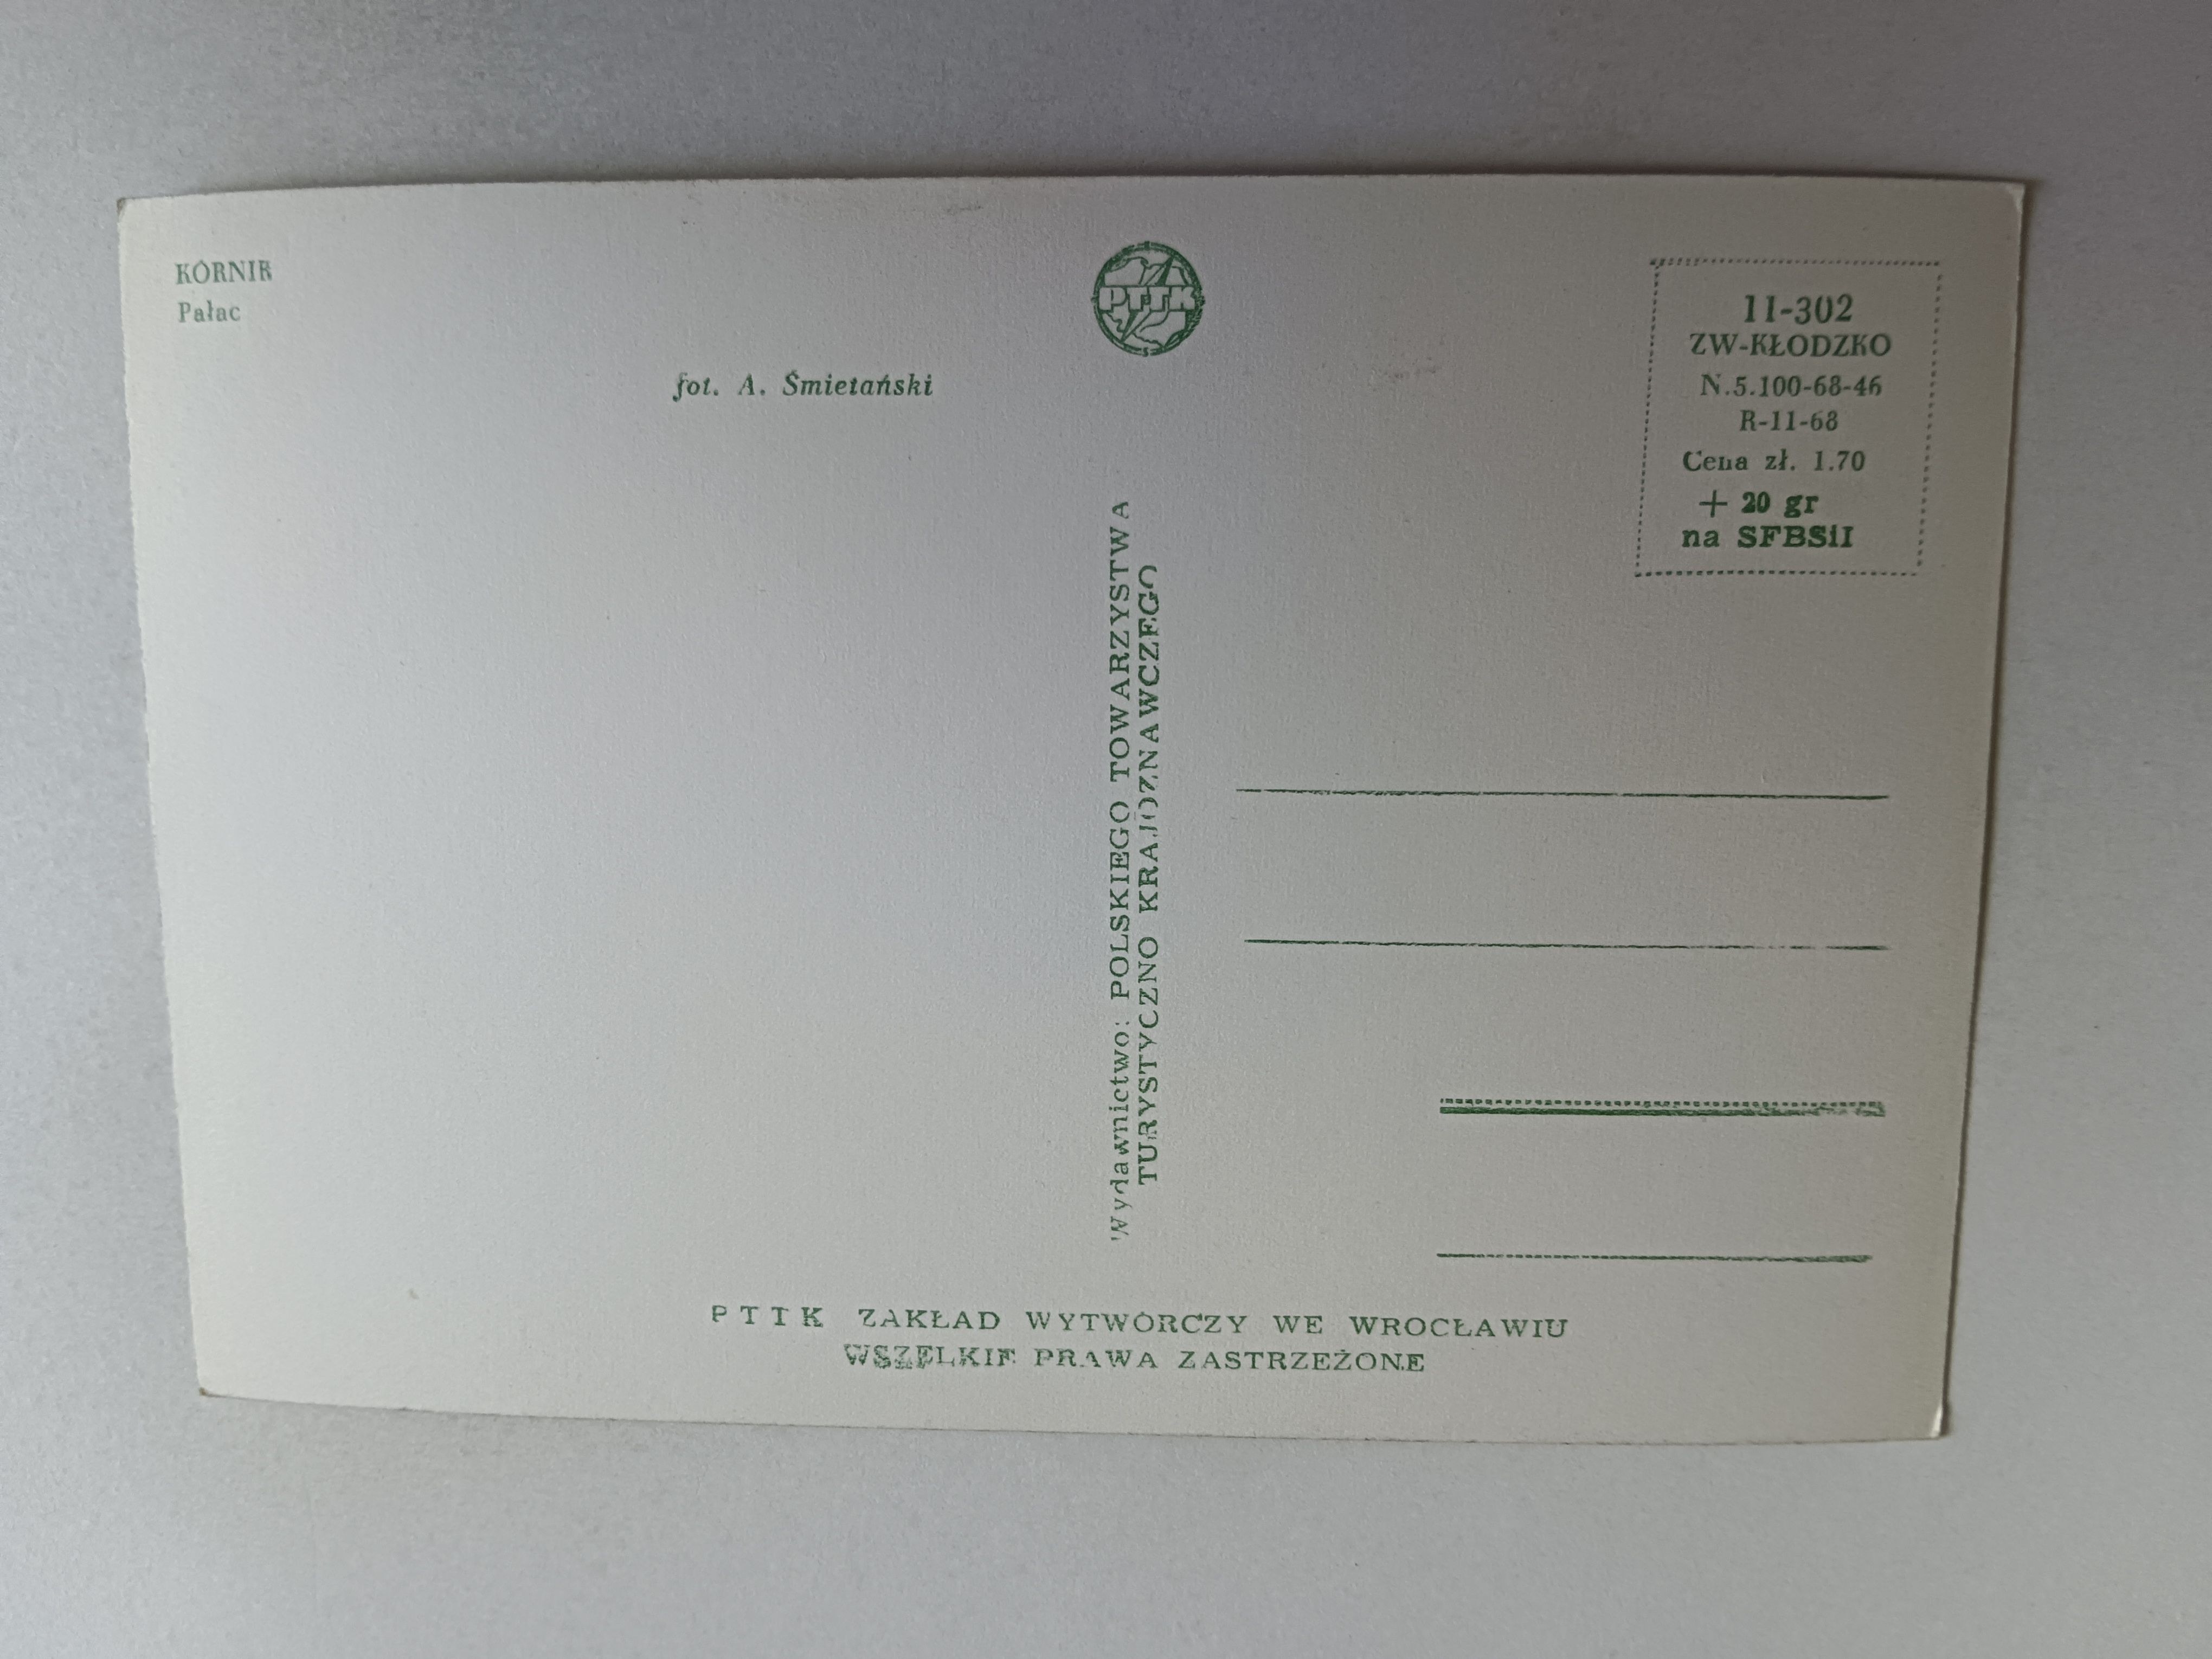 KÓRNIK
Pałac
fot. A. Śmietański
PTTK
11-302
ZW-KŁODZKO
N.5.100-68-46
R-11-68
Cena zł. 1.70
+ 20 gr
na SFBSiI
Wydawnictwo: POLSKIEGO TOWARZYSTWA
TURYSTYCZNO KRAJOZNAWCZEGO
PTTK ZAKŁAD WYTWÓRCZY WE WROCŁAWIU
WSZELKIE PRAWA ZASTRZEŻONE